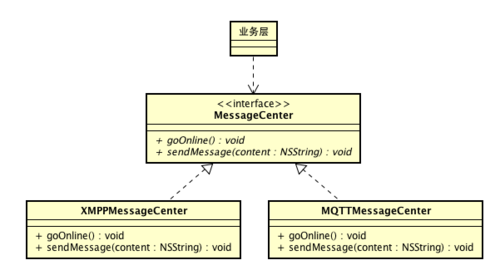 业务层
<<interface>>
MessageCenter
+ goOnline() : void
+ sendMessage(content : NSString) : void
XMPPMessageCenter
+ goOnline() : void
+ sendMessage(content : NSString) : void
MQTTMessageCenter
+ goOnline() : void
+ sendMessage(content : NSString) : void